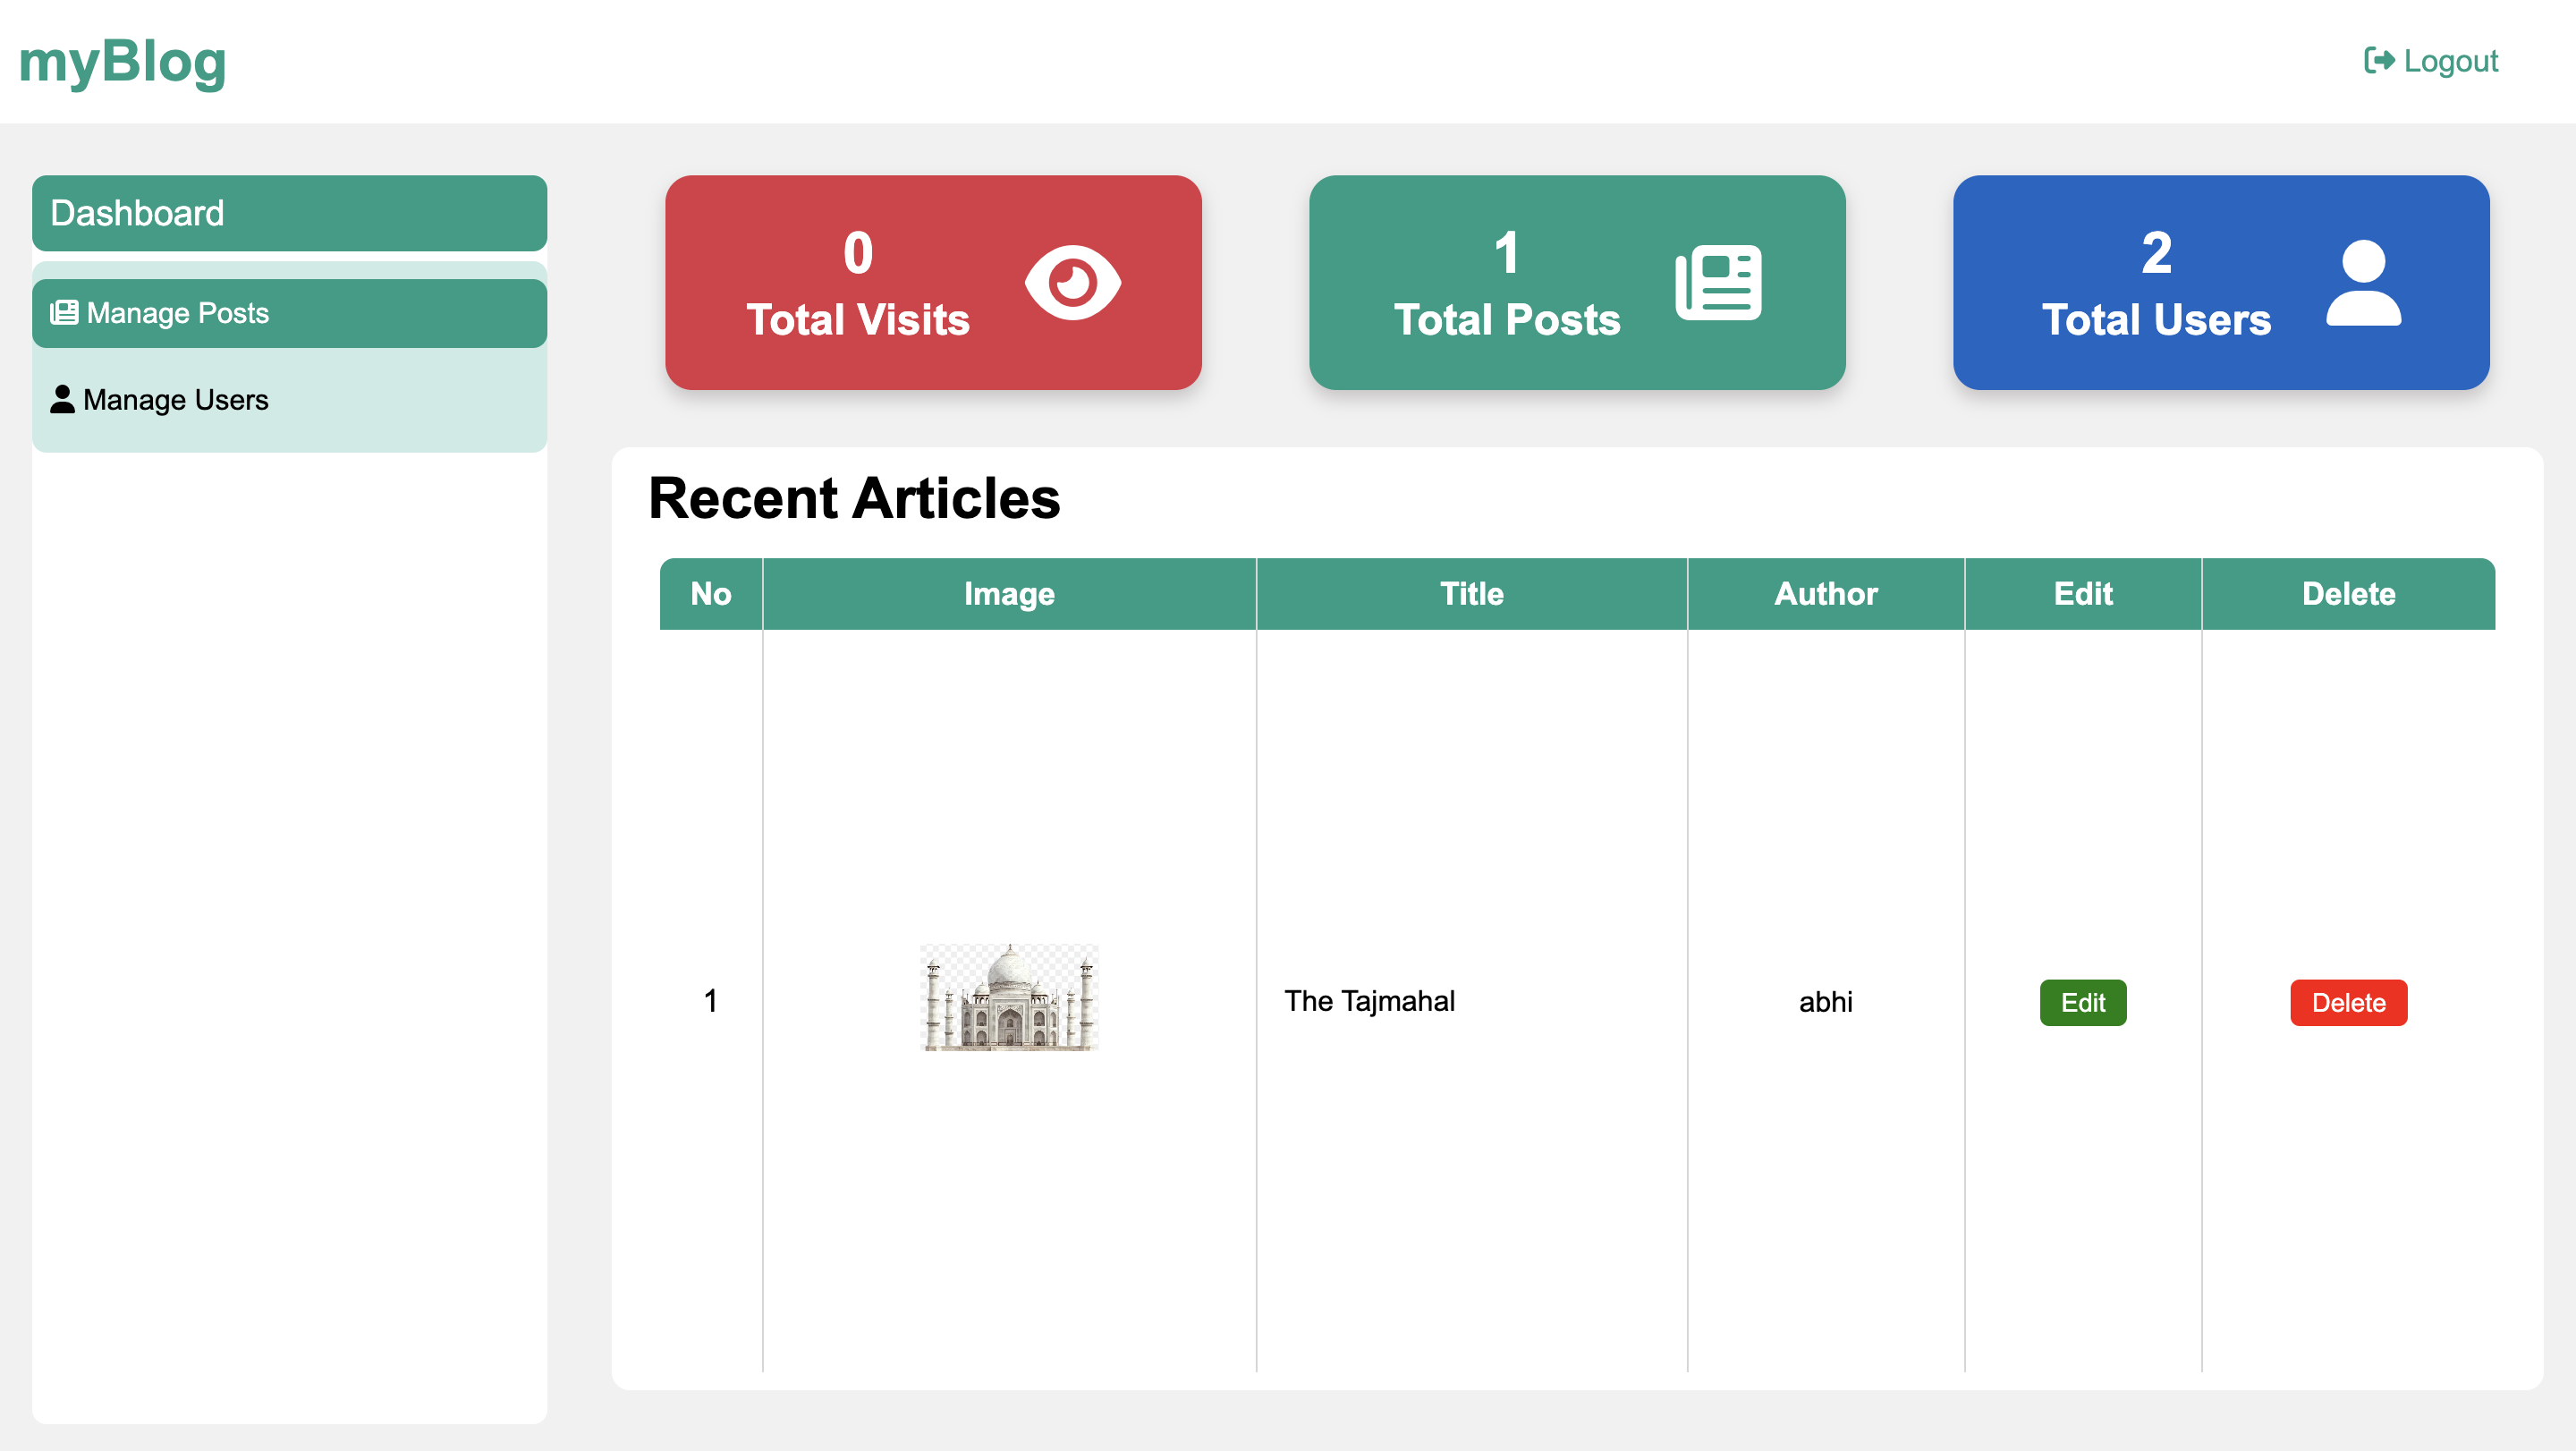 myBlog
Logout
Dashboard
Manage Posts
Manage Users
0
Total Visits
1
Total Posts
2
Total Users
Recent Articles
No Image Title Author Edit Delete
1 The Tajmahal abhi Edit Delete